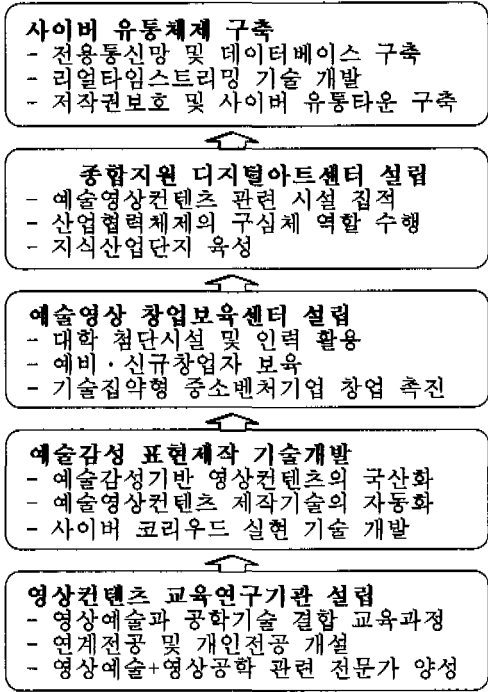 사이버 유통체제 구축
- 전용통신망 및 데이터베이스 구축
- 리얼타임스트리밍 기술 개발
- 저작권보호 및 사이버 유통타운 구축
종합지원 디지털아트센터 설립
- 예술영상컨텐츠 관련 시설 집적
- 산업협력체제의 구심체 역할 수행
- 지식산업단지 육성
예술영상 창업보육센터 설립
- 대학 첨단시설 및 인력 활용
- 예비·신규창업자 보육
- 기술집약형 중소벤처기업 창업 촉진
예술감성 표현제작 기술개발
- 예술감성기반 영상컨텐츠의 국산화
- 예술영상컨텐츠 제작기술의 자동화
- 사이버 코리우드 실현 기술 개발
영상컨텐츠 교육연구기관 설립
- 영상예술과 공학기술 결합 교육과정
- 연계전공 및 개인전공 개설
- 영상예술+영상공학 관련 전문가 양성